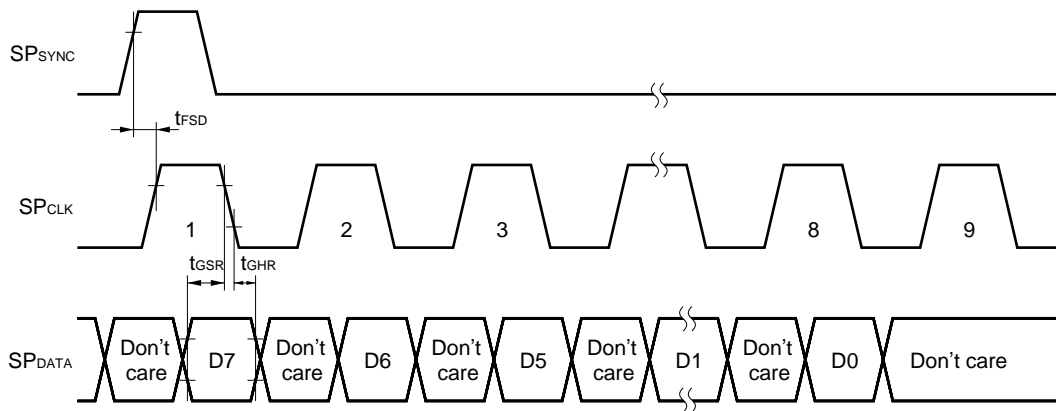 SPSYNC
tFSD
SPCLK
1
2
3
8
9
tGSR
tGHR
SPDATA
Don't care
D7
Don't care
D6
Don't care
D5
Don't care
D1
Don't care
D0
Don't care